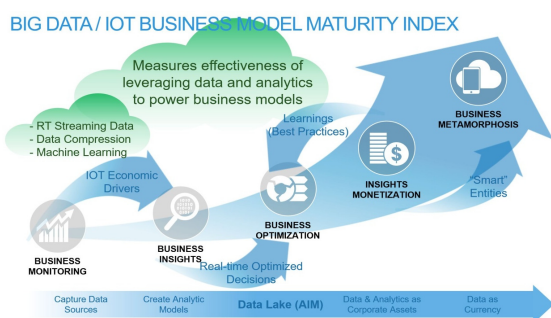 BIG DATA / IOT BUSINESS MODEL MATURITY INDEX
Measures effectiveness of
leveraging data and analytics
to power business models
- RT Streaming Data
- Data Compression
- Machine Learning
IOT Economic
Drivers
Learnings
(Best Practices)
BUSINESS
METAMORPHOSIS
$
INSIGHTS
MONETIZATION
"Smart"
Entities
BUSINESS
OPTIMIZATION
BUSINESS
INSIGHTS
BUSINESS
MONITORING
Real-time Optimized
Decisions
Capture Data
Sources
Create Analytic
Models
Data Lake (AIM)
Data & Analytics as
Corporate Assets
Data as
Currency